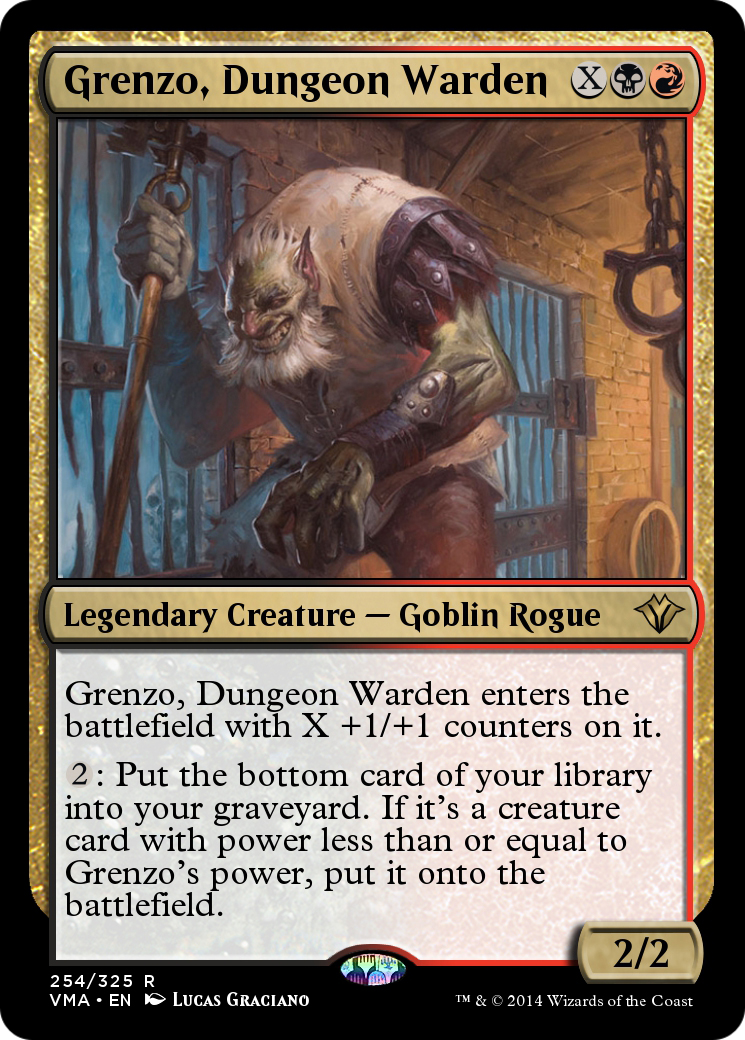 Grenzo, Dungeon Warden X
Legendary Creature — Goblin Rogue
Grenzo, Dungeon Warden enters the
battlefield with X +1/+1 counters on it.
2: Put the bottom card of your library
into your graveyard. If it's a creature
card with power less than or equal to
Grenzo's power, put it onto the
battlefield.
2/2
254/325 R
VMA • EN Lucas Graciano
™ & © 2014 Wizards of the Coast